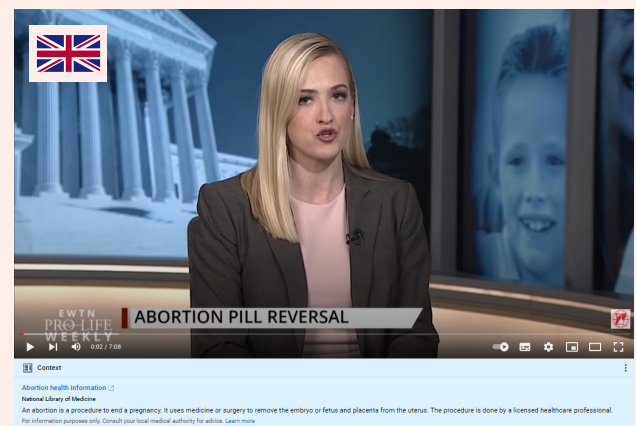 EWTN
PRO-LIFE
WEEKLY
ABORTION PILL REVERSAL
0:02 / 7:08
Context
Abortion health information
National Library of Medicine
An abortion is a procedure to end a pregnancy. It uses medicine or surgery to remove the embryo or fetus and placenta from the uterus. The procedure is done by a licensed healthcare professional.
For information purposes only. Consult your local medical authority for advice. Learn more